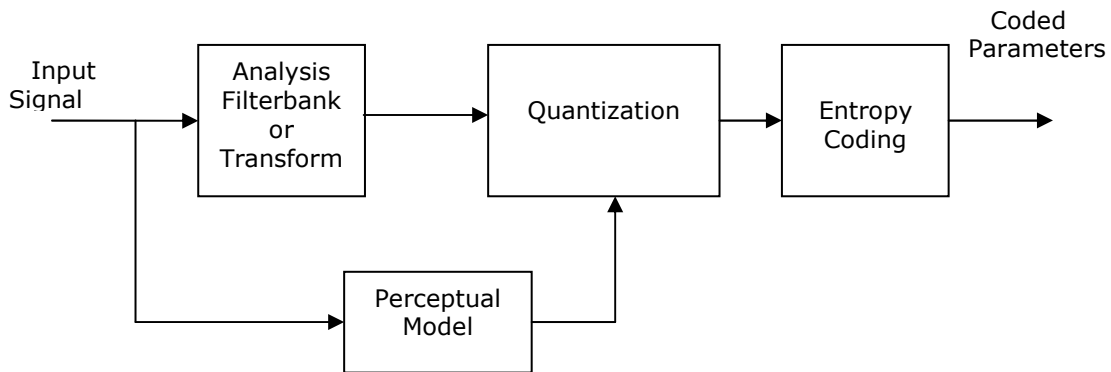 Input
Signal
Analysis
Filterbank
or
Transform
Quantization
Entropy
Coding
Coded
Parameters
Perceptual
Model